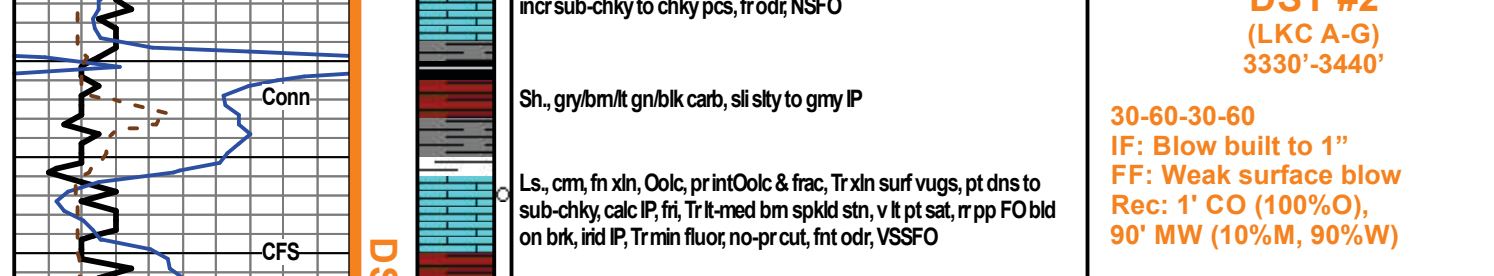 incr sub-chky to chky pcs, fr odr, NSFO
Conn
Sh., gry/brn/lt gn/blk carb, sli slty to gmy IP
Ls., crm, fn xln, Oolc, pr intOolc & frac, Tr xln surf vugs, pt dns to
sub-chky, calc IP, fri, Tr lt-med brn spkld stn, v lt pt sat, rr pp FO bld
on brk, irid IP, Tr min fluor, no-pr cut, fnt odr, VSSFO
CFS
DS
DST #2
(LKC A-G)
3330’-3440’
30-60-30-60
IF: Blow built to 1”
FF: Weak surface blow
Rec: 1' CO (100%O),
90' MW (10%M, 90%W)